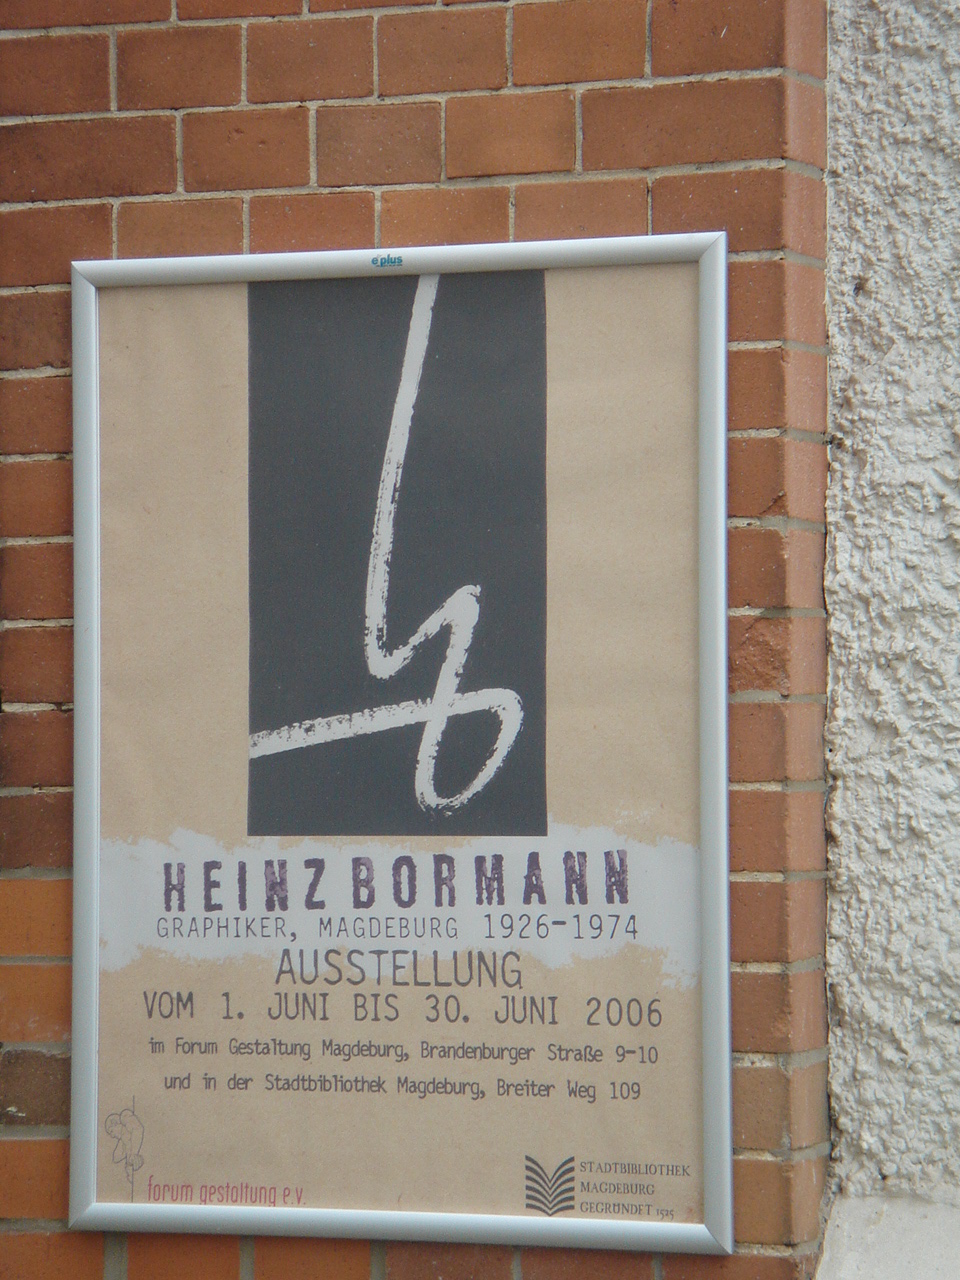 e plus
HEINZ BORMANN
GRAPHIKER, MAGDEBURG 1926-1974
AUSSTELLUNG
VOM 1. JUNI BIS 30. JUNI 2006
im Forum Gestaltung Magdeburg, Brandenburger Straße 9-10
und in der Stadtbibliothek Magdeburg, Breiter Weg 109
forum gestaltung e.v.
STADTBIBLIOTHEK
MAGDEBURG
GEGRÜNDET 1525